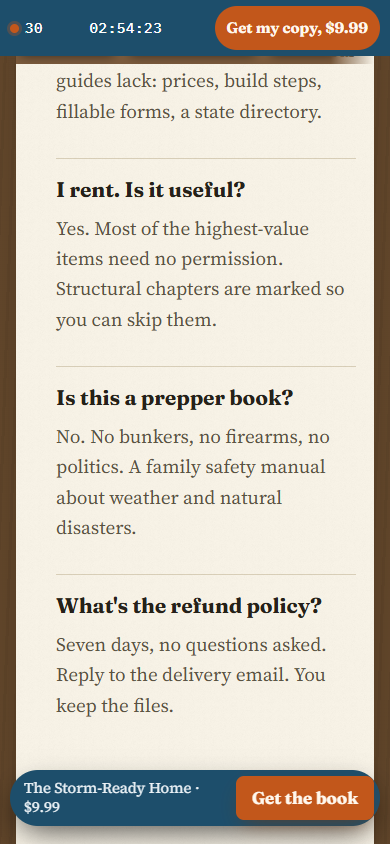 30
02:54:23
Get my copy, $9.99
guides lack: prices, build steps,
fillable forms, a state directory.
I rent. Is it useful?
Yes. Most of the highest-value
items need no permission.
Structural chapters are marked so
you can skip them.
Is this a prepper book?
No. No bunkers, no firearms, no
politics. A family safety manual
about weather and natural
disasters.
What's the refund policy?
Seven days, no questions asked.
Reply to the delivery email. You
keep the files.
The Storm-Ready Home ·
$9.99
Get the book